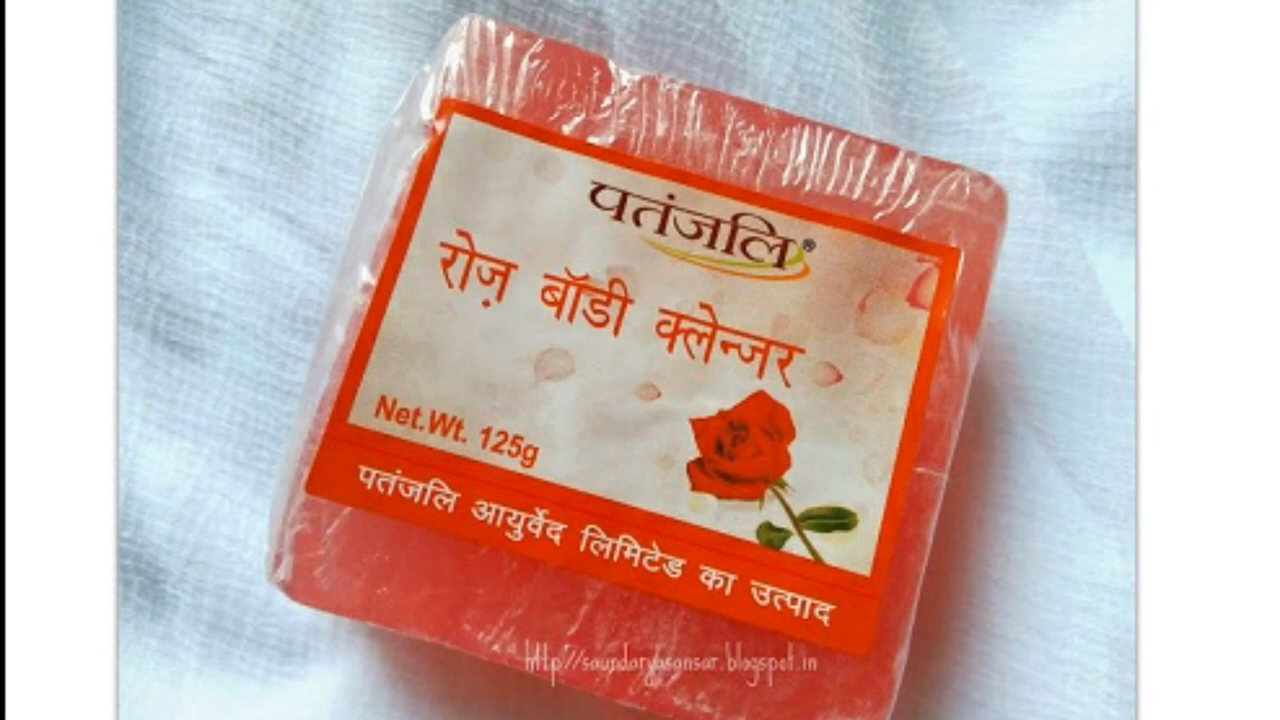 पतंजलि®
रोज़ बॉडी क्लेन्जर
Net.Wt. 125g
पतंजलि आयुर्वेद लिमिटेड का उत्पाद
http://soundaryasansar.blogspot.in